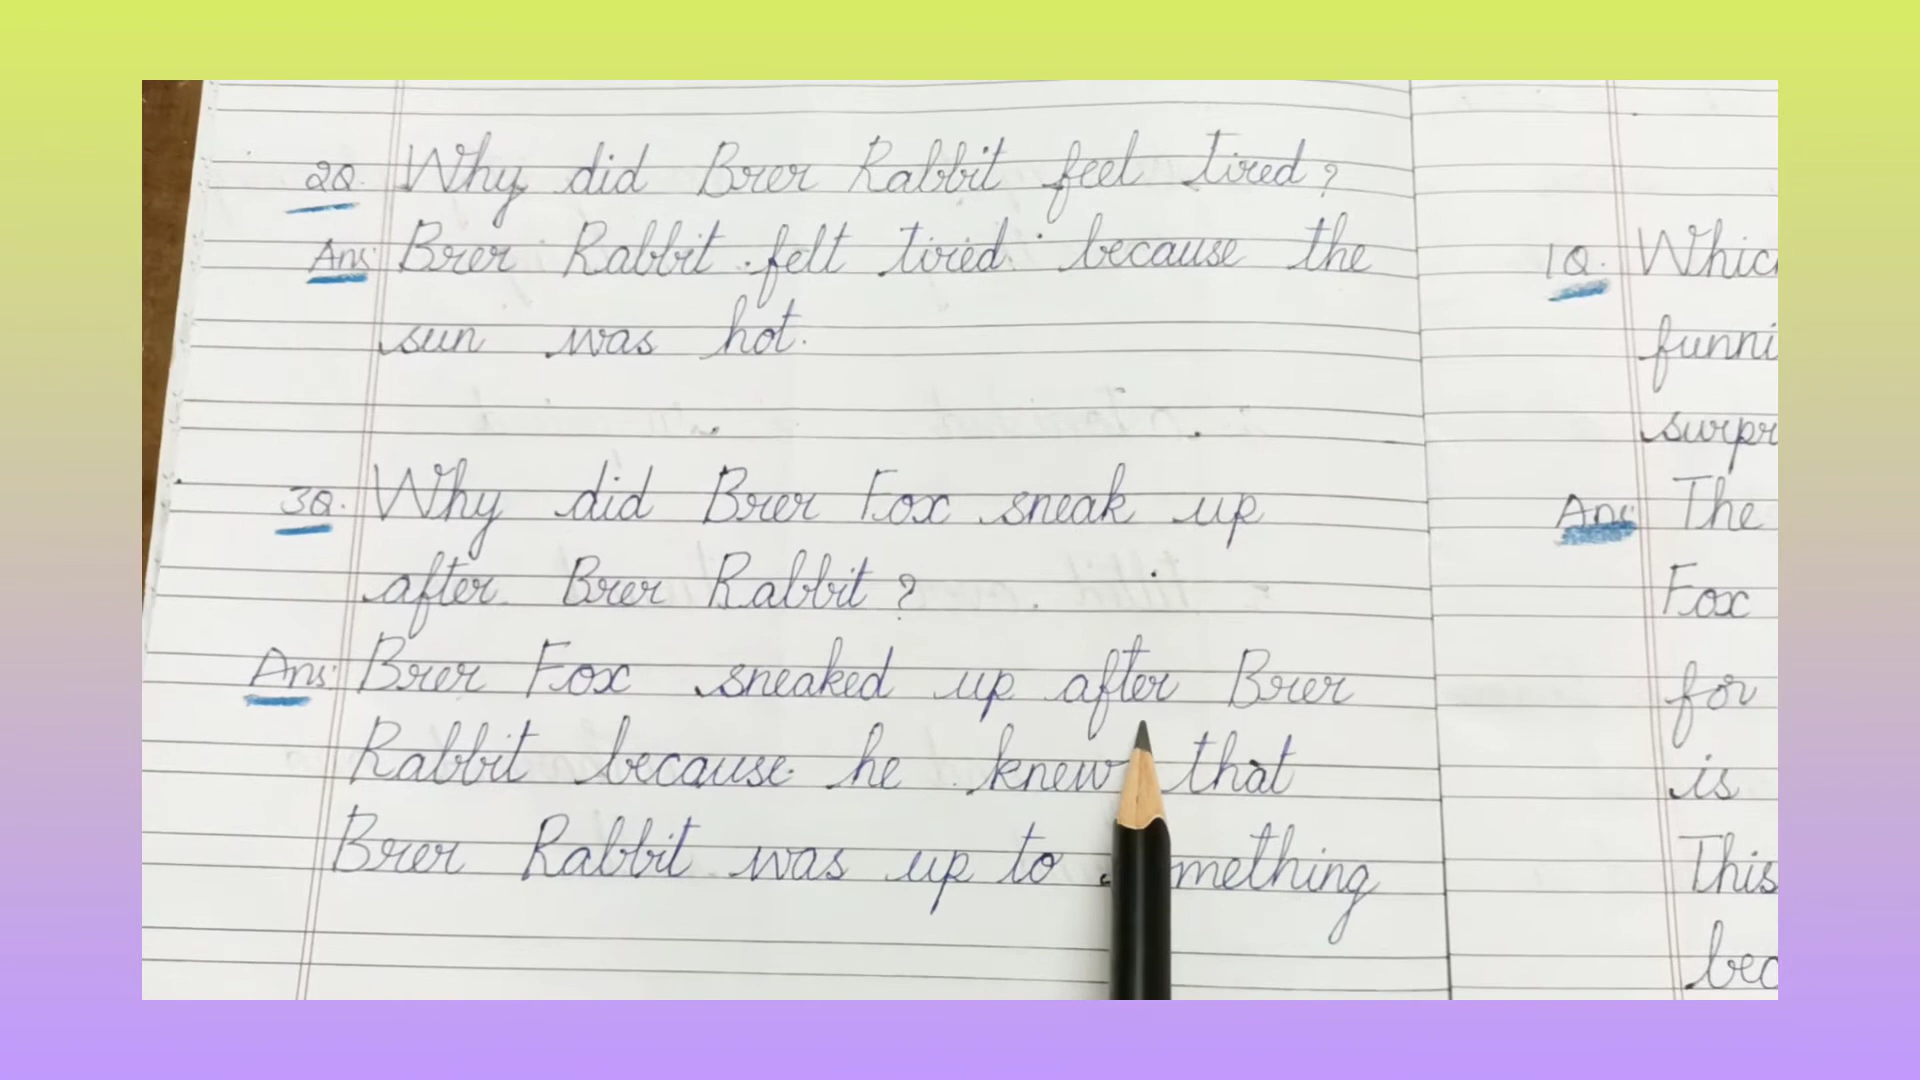 2Q. Why did Brer Rabbit feel tired?
Ans: Brer Rabbit felt tired because the
sun was hot.
3Q. Why did Brer Fox sneak up
after Brer Rabbit?
Ans: Brer Fox sneaked up after Brer
Rabbit because he knew that
Brer Rabbit was up to mething
1Q. Whic
funni
surpr
Ans: The
Fox
for
is
This
bec